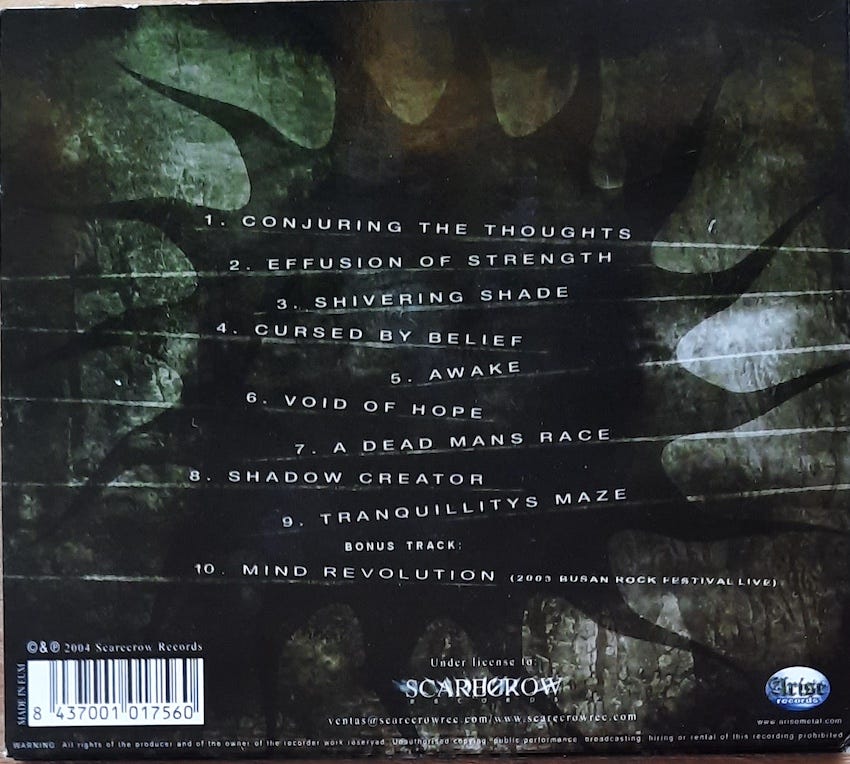 1. CONJURING THE THOUGHTS
2. EFFUSION OF STRENGTH
3. SHIVERING SHADE
4. CURSED BY BELIEF
5. AWAKE
6. VOID OF HOPE
7. A DEAD MANS RACE
8. SHADOW CREATOR
9. TRANQUILLITYS MAZE
BONUS TRACK:
10. MIND REVOLUTION (2003 BUSAN ROCK FESTIVAL LIVE)
©&℗ 2004 Scarecrow Records
MADE IN E.U.
8 437001 017560
Under license to:
SCARECROW
RECORDS
ventas@scarecrowrec.com/www.scarecrowrec.com
Arise
records
www.arisemetal.com
WARNING: All rights of the producer and of the owner of the recorder work reserved. Unauthorised copying, public performance, broadcasting, hiring or rental of this recording prohibited